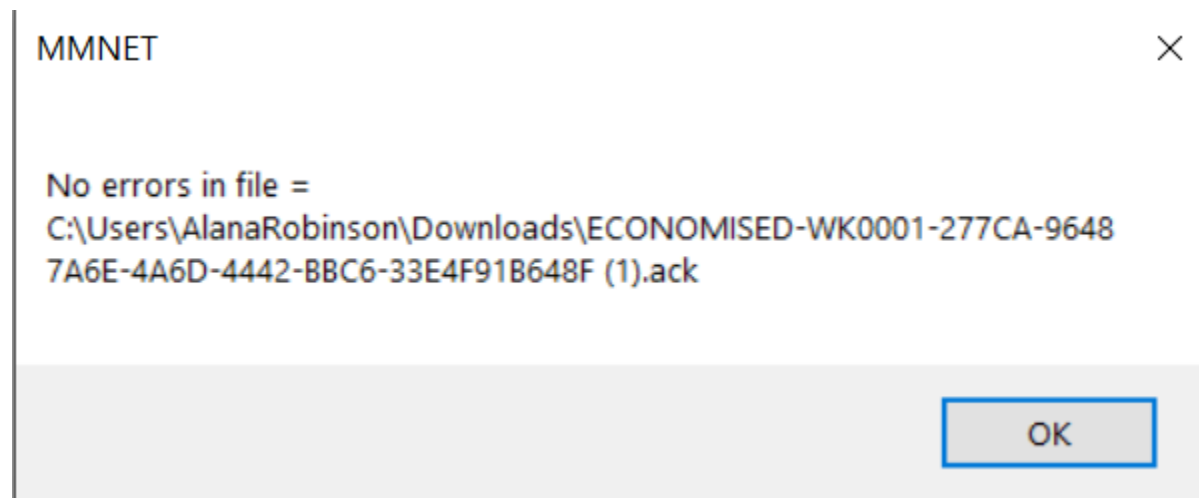 MMNET
No errors in file =
C:\Users\AlanaRobinson\Downloads\ECONOMISED-WK0001-277CA-9648
7A6E-4A6D-4442-BBC6-33E4F91B648F (1).ack
OK